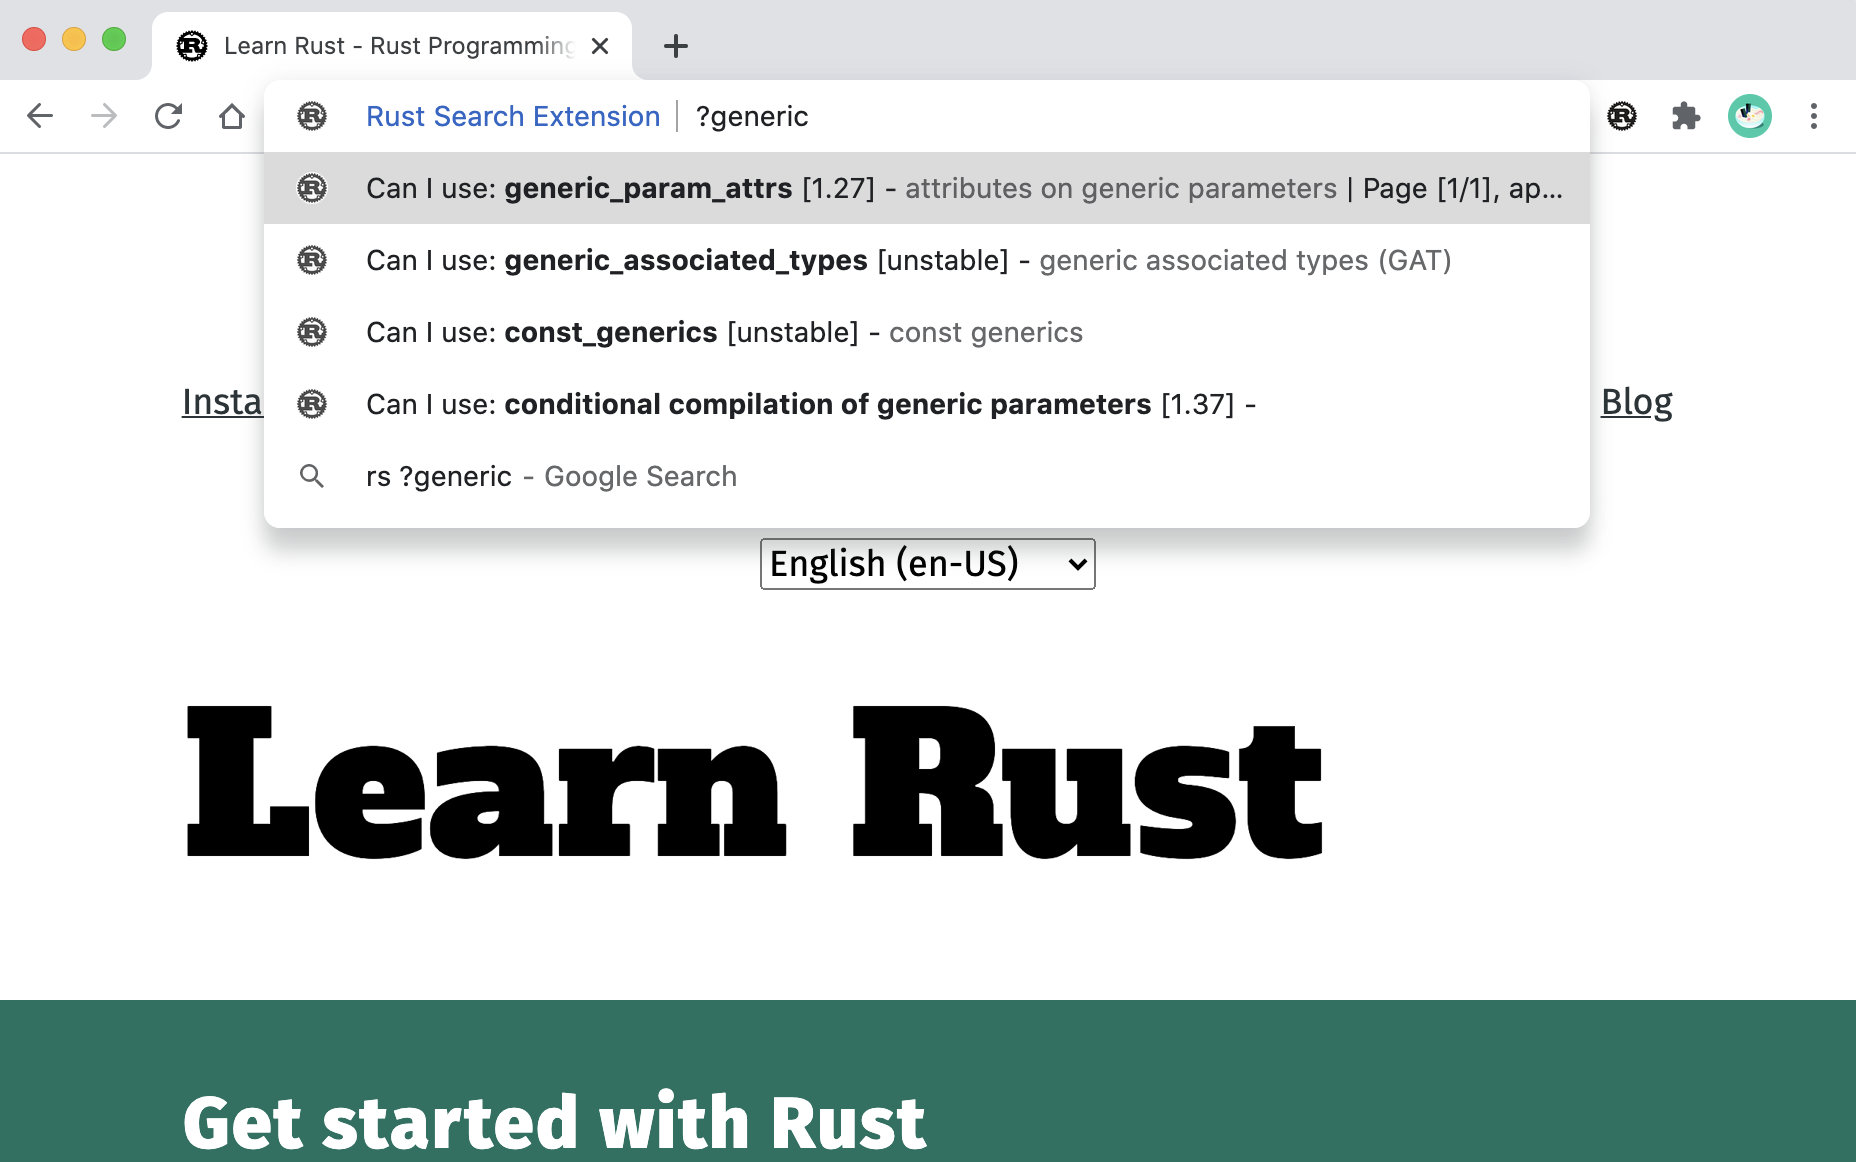 Learn Rust - Rust Programming
Rust Search Extension ?generic
Can I use: generic_param_attrs [1.27] - attributes on generic parameters | Page [1/1], ap...
Can I use: generic_associated_types [unstable] - generic associated types (GAT)
Can I use: const_generics [unstable] - const generics
Can I use: conditional compilation of generic parameters [1.37] -
Insta Blog
rs ?generic - Google Search
English (en-US)
Learn Rust
Get started with Rust